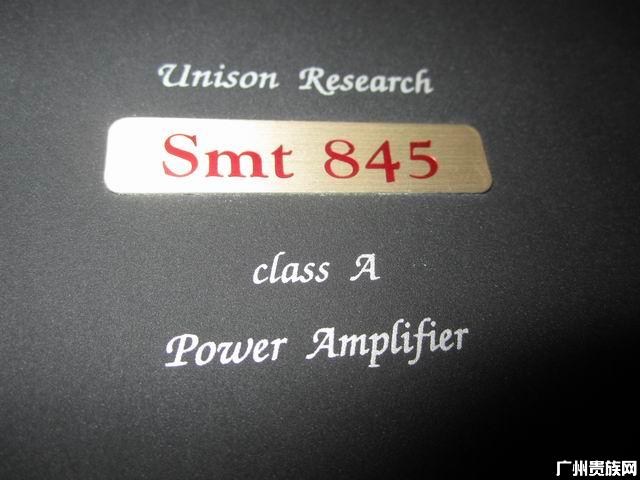 Unison Research
Smt 845
class A
Power Amplifier
广州贵族网